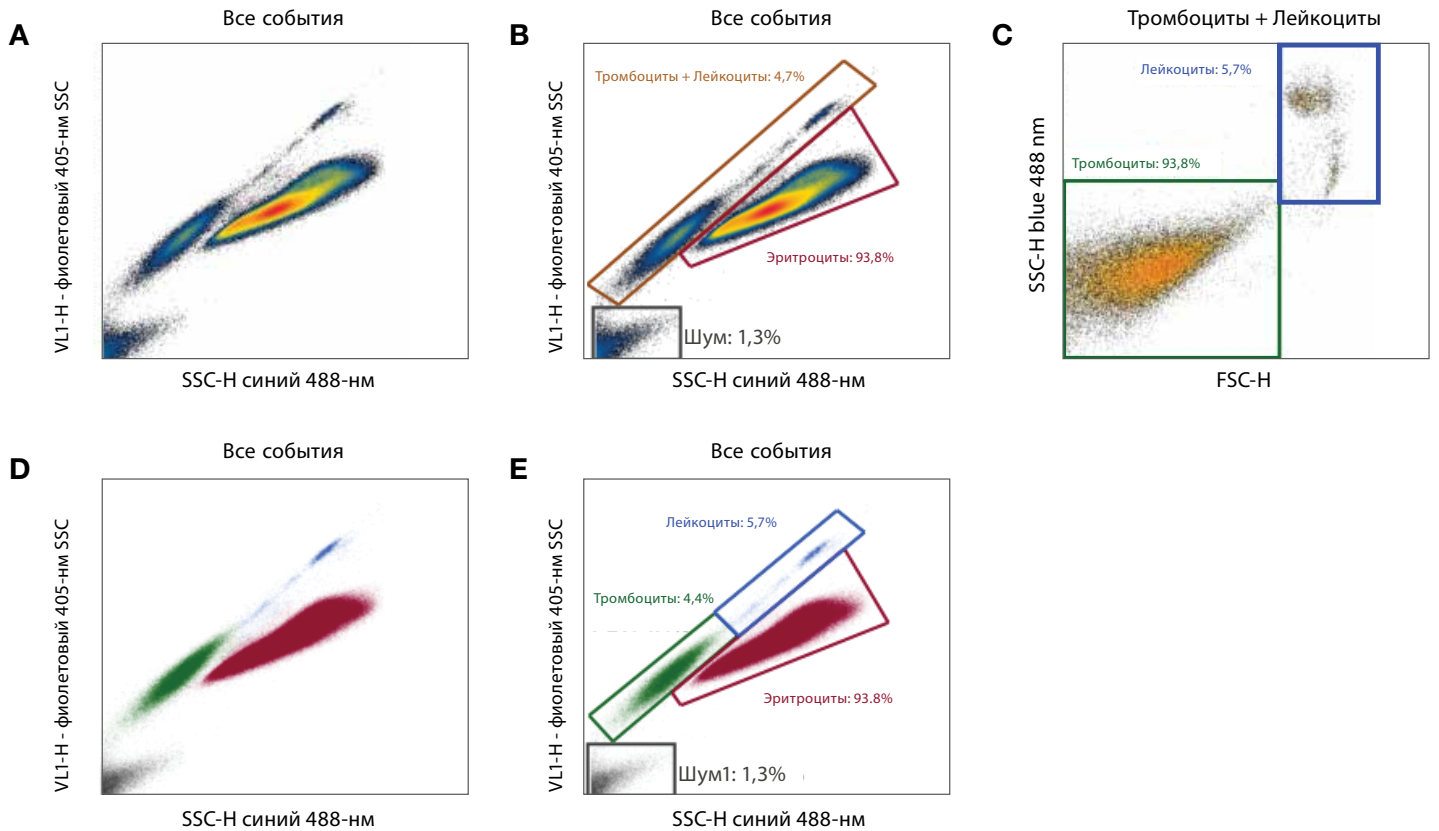 A
Все события
VL1-H - фиолетовый 405-нм SSC
SSC-H синий 488-нм
B
Все события
VL1-H - фиолетовый 405-нм SSC
Тромбоциты + Лейкоциты: 4,7%
Эритроциты: 93,8%
Шум: 1,3%
SSC-H синий 488-нм
C
Тромбоциты + Лейкоциты
SSC-H blue 488 nm
Лейкоциты: 5,7%
Тромбоциты: 93,8%
FSC-H
D
Все события
VL1-H - фиолетовый 405-нм SSC
SSC-H синий 488-нм
E
Все события
VL1-H - фиолетовый 405-нм SSC
Лейкоциты: 5,7%
Тромбоциты: 4,4%
Эритроциты: 93.8%
Шум1: 1,3%
SSC-H синий 488-нм